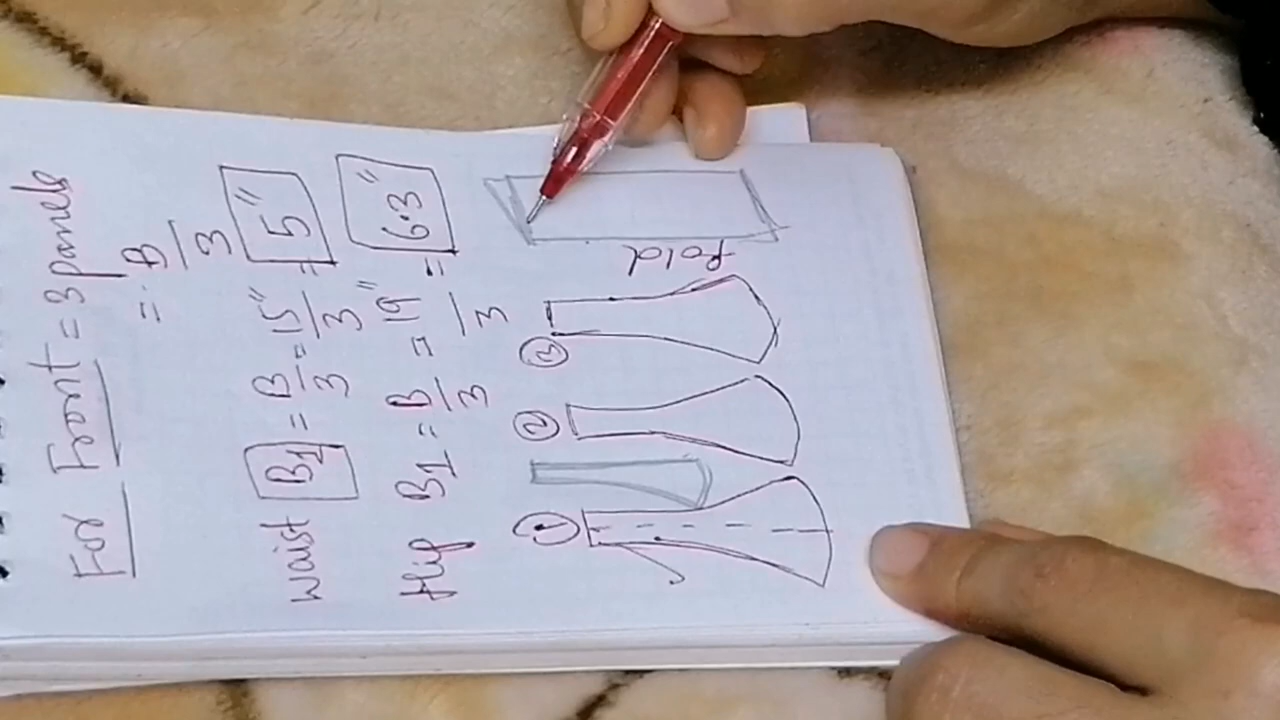 For Front = 3 panels
= B/3
Waist B1 = B/3 = 15"/3 = 5"
Hip B1 = B/3 = 19"/3 = 6.3"
① ② ③ fold